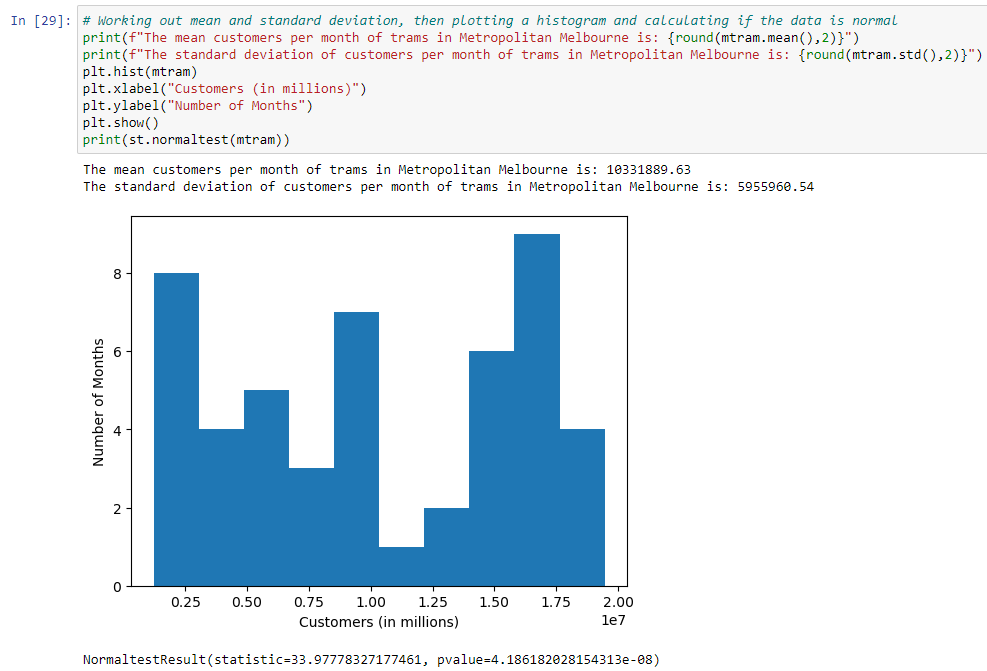 In [29]: # Working out mean and standard deviation, then plotting a histogram and calculating if the data is normal
print(f"The mean customers per month of trams in Metropolitan Melbourne is: {round(mtram.mean(),2)}")
print(f"The standard deviation of customers per month of trams in Metropolitan Melbourne is: {round(mtram.std(),2)}")
plt.hist(mtram)
plt.xlabel("Customers (in millions)")
plt.ylabel("Number of Months")
plt.show()
print(st.normaltest(mtram))
The mean customers per month of trams in Metropolitan Melbourne is: 10331889.63
The standard deviation of customers per month of trams in Metropolitan Melbourne is: 5955960.54
8
6
4
2
0
Number of Months
0.25 0.50 0.75 1.00 1.25 1.50 1.75 2.00
1e7
Customers (in millions)
NormaltestResult(statistic=33.97778327177461, pvalue=4.186182028154313e-08)